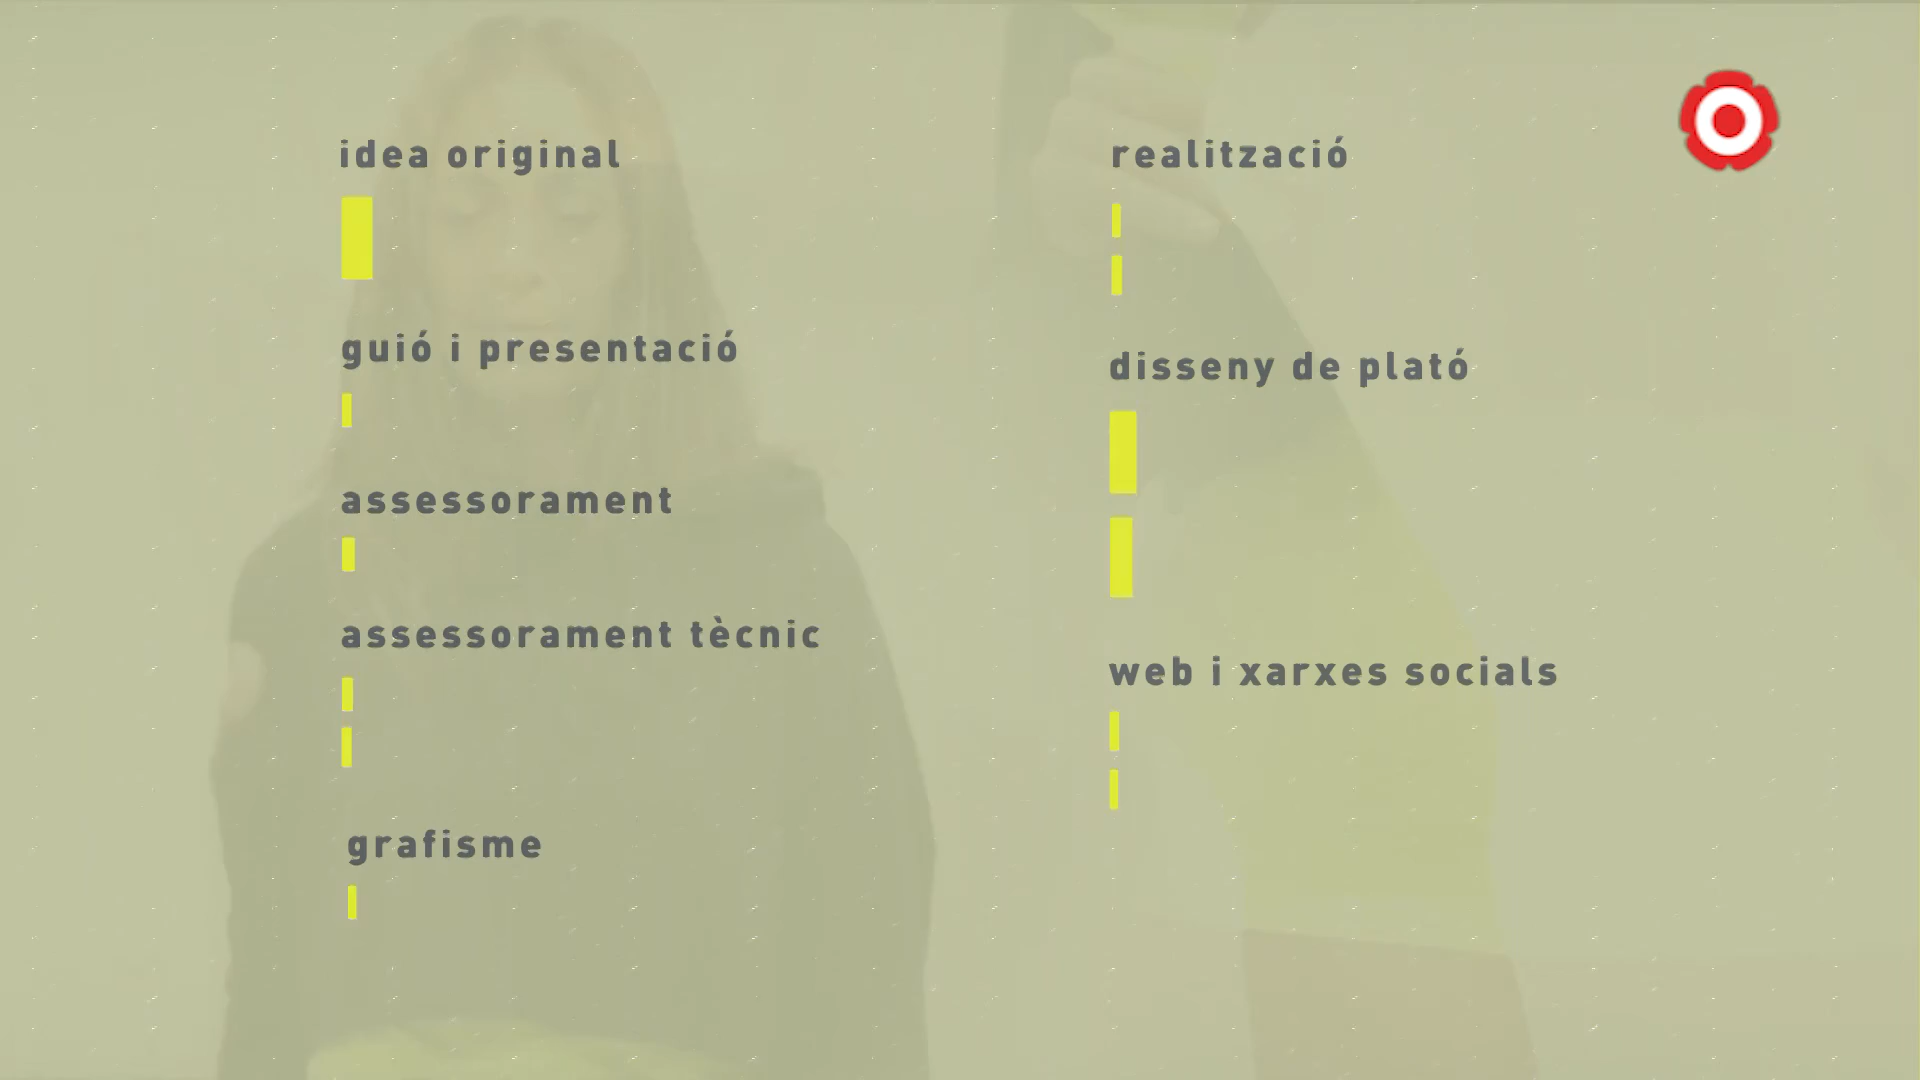 idea original
guió i presentació
assessorament
assessorament tècnic
grafisme
realització
disseny de plató
web i xarxes socials